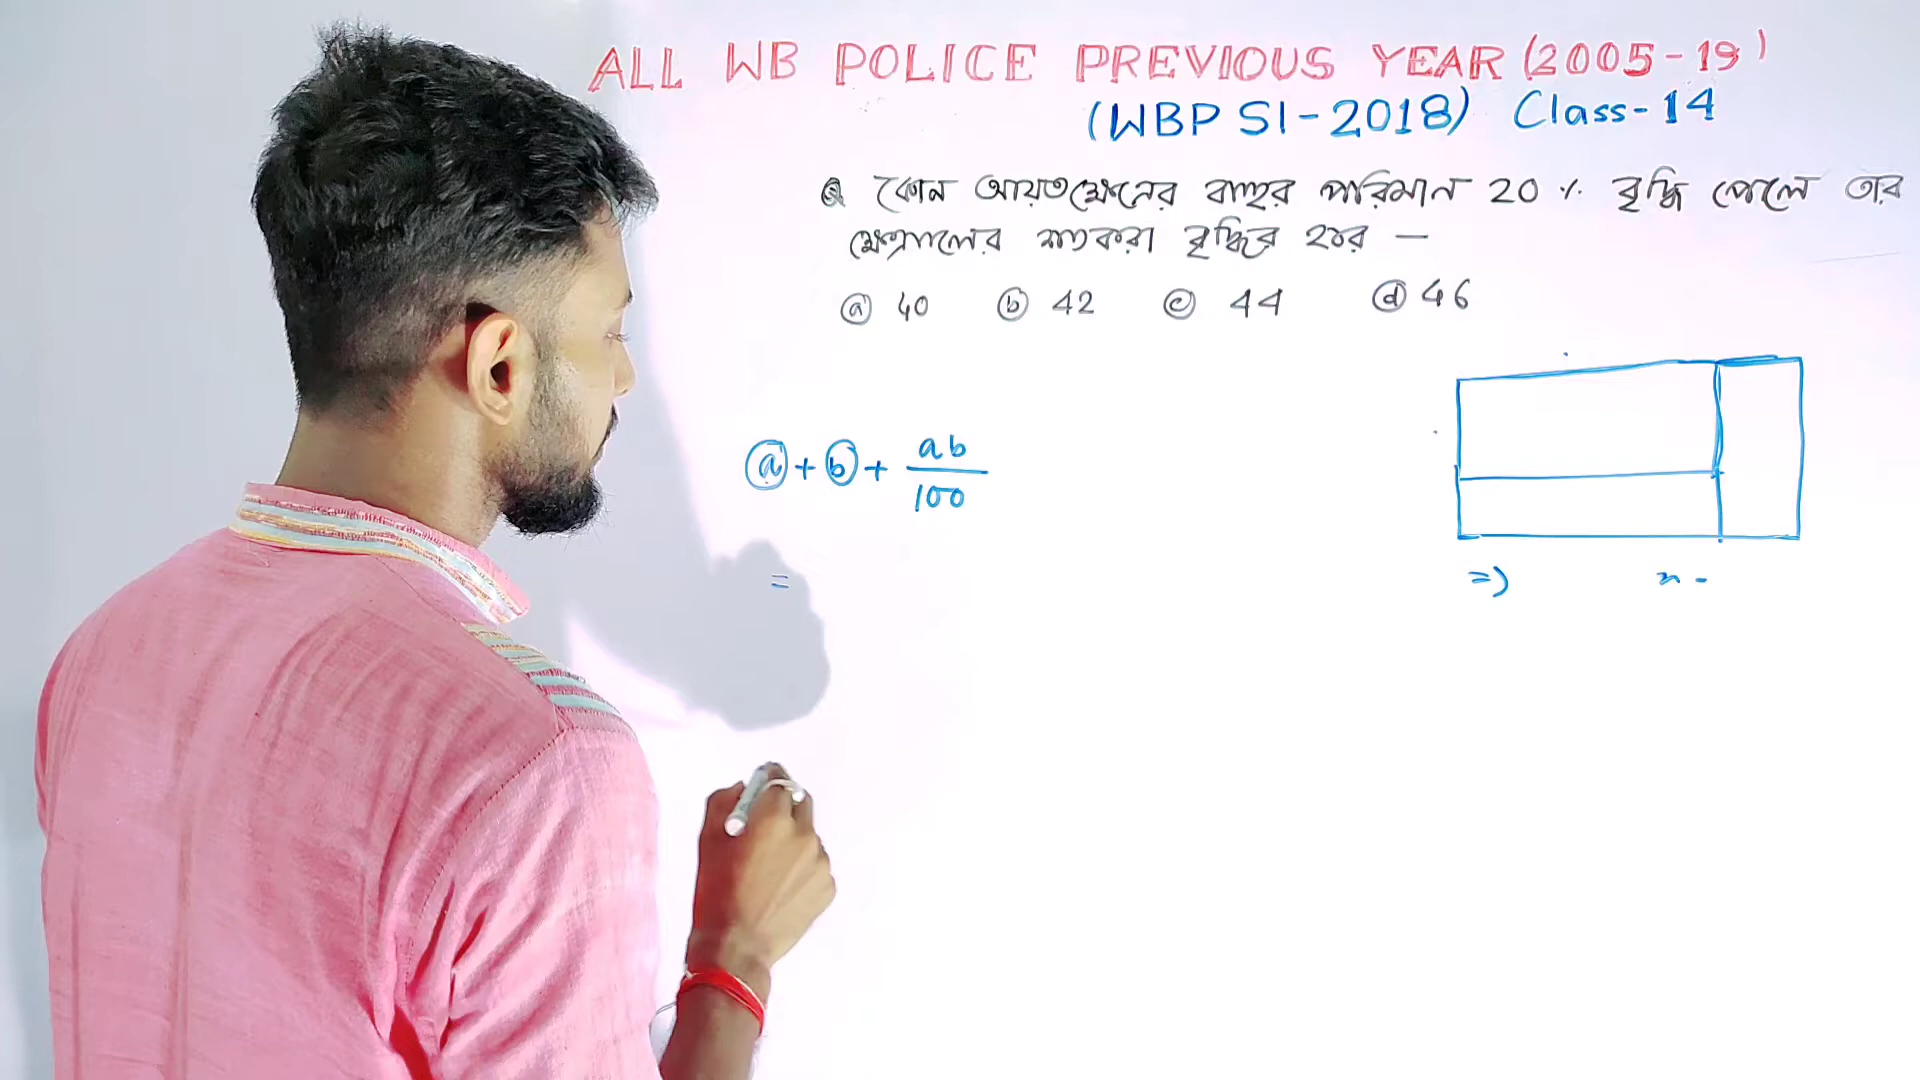 ALL WB POLICE PREVIOUS YEAR (2005-19)
(WBP SI-2018) Class-14
Q কোন আয়তক্ষেত্রের বাহুর পরিমান 20 % বৃদ্ধি পেলে তার
ক্ষেত্রফালের শতকরা বৃদ্ধির হার —
ⓐ 40 ⓑ 42 ⓒ 44 ⓓ 46
ⓐ + ⓑ + ab/100
=
=)